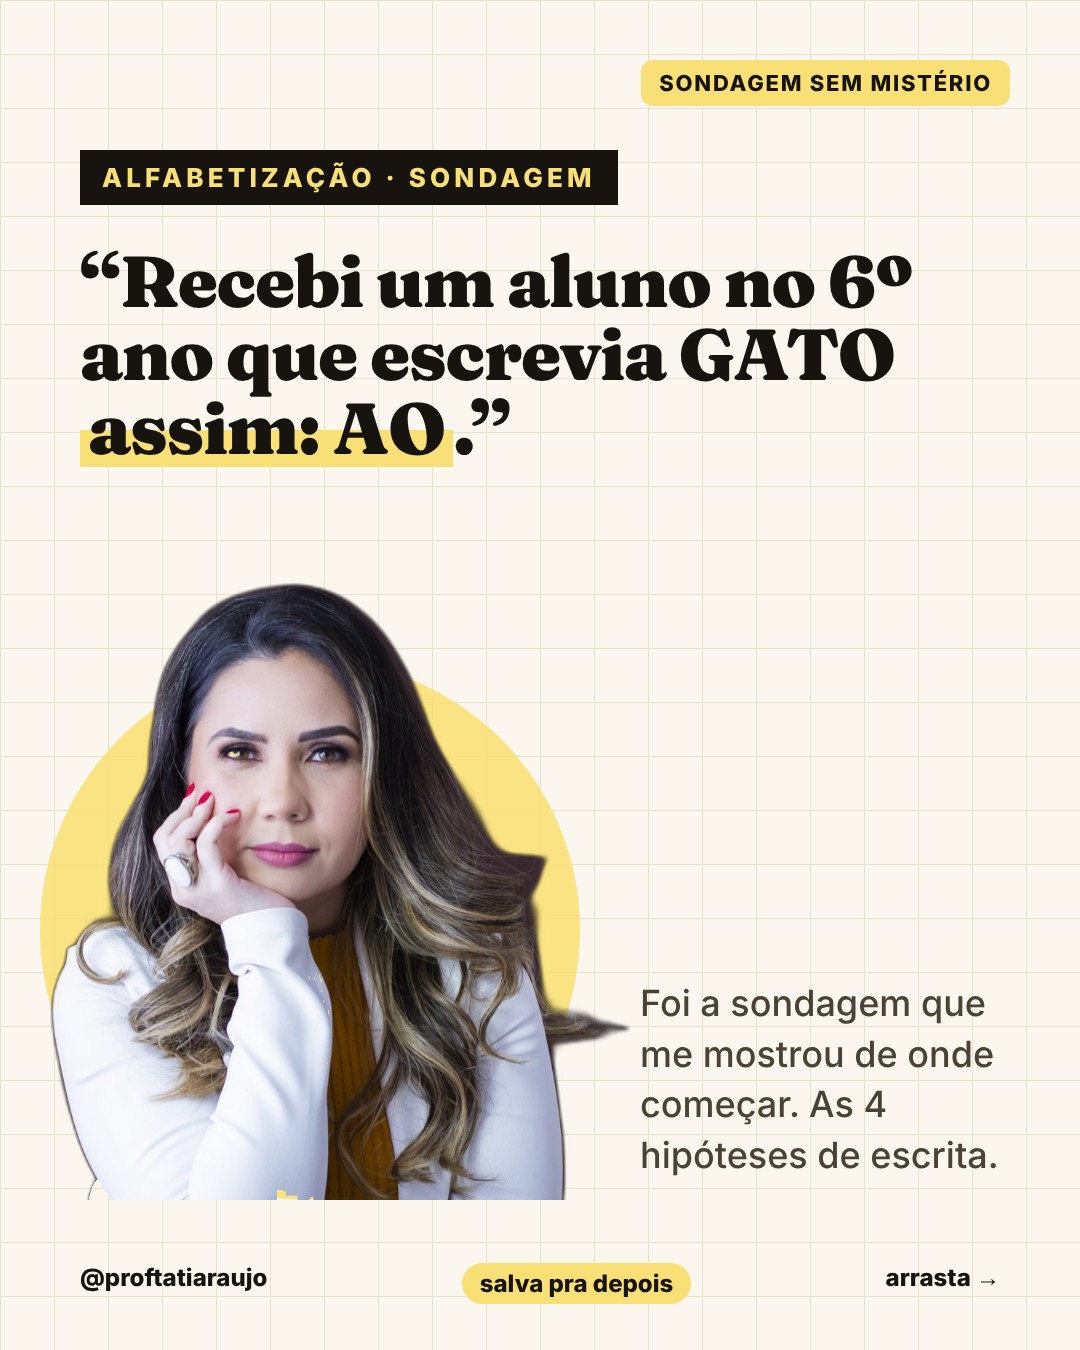 SONDAGEM SEM MISTÉRIO
ALFABETIZAÇÃO · SONDAGEM
“Recebi um aluno no 6º
ano que escrevia GATO
assim: AO.”
Foi a sondagem que
me mostrou de onde
começar. As 4
hipóteses de escrita.
@proftatiaraujo
salva pra depois
arrasta →